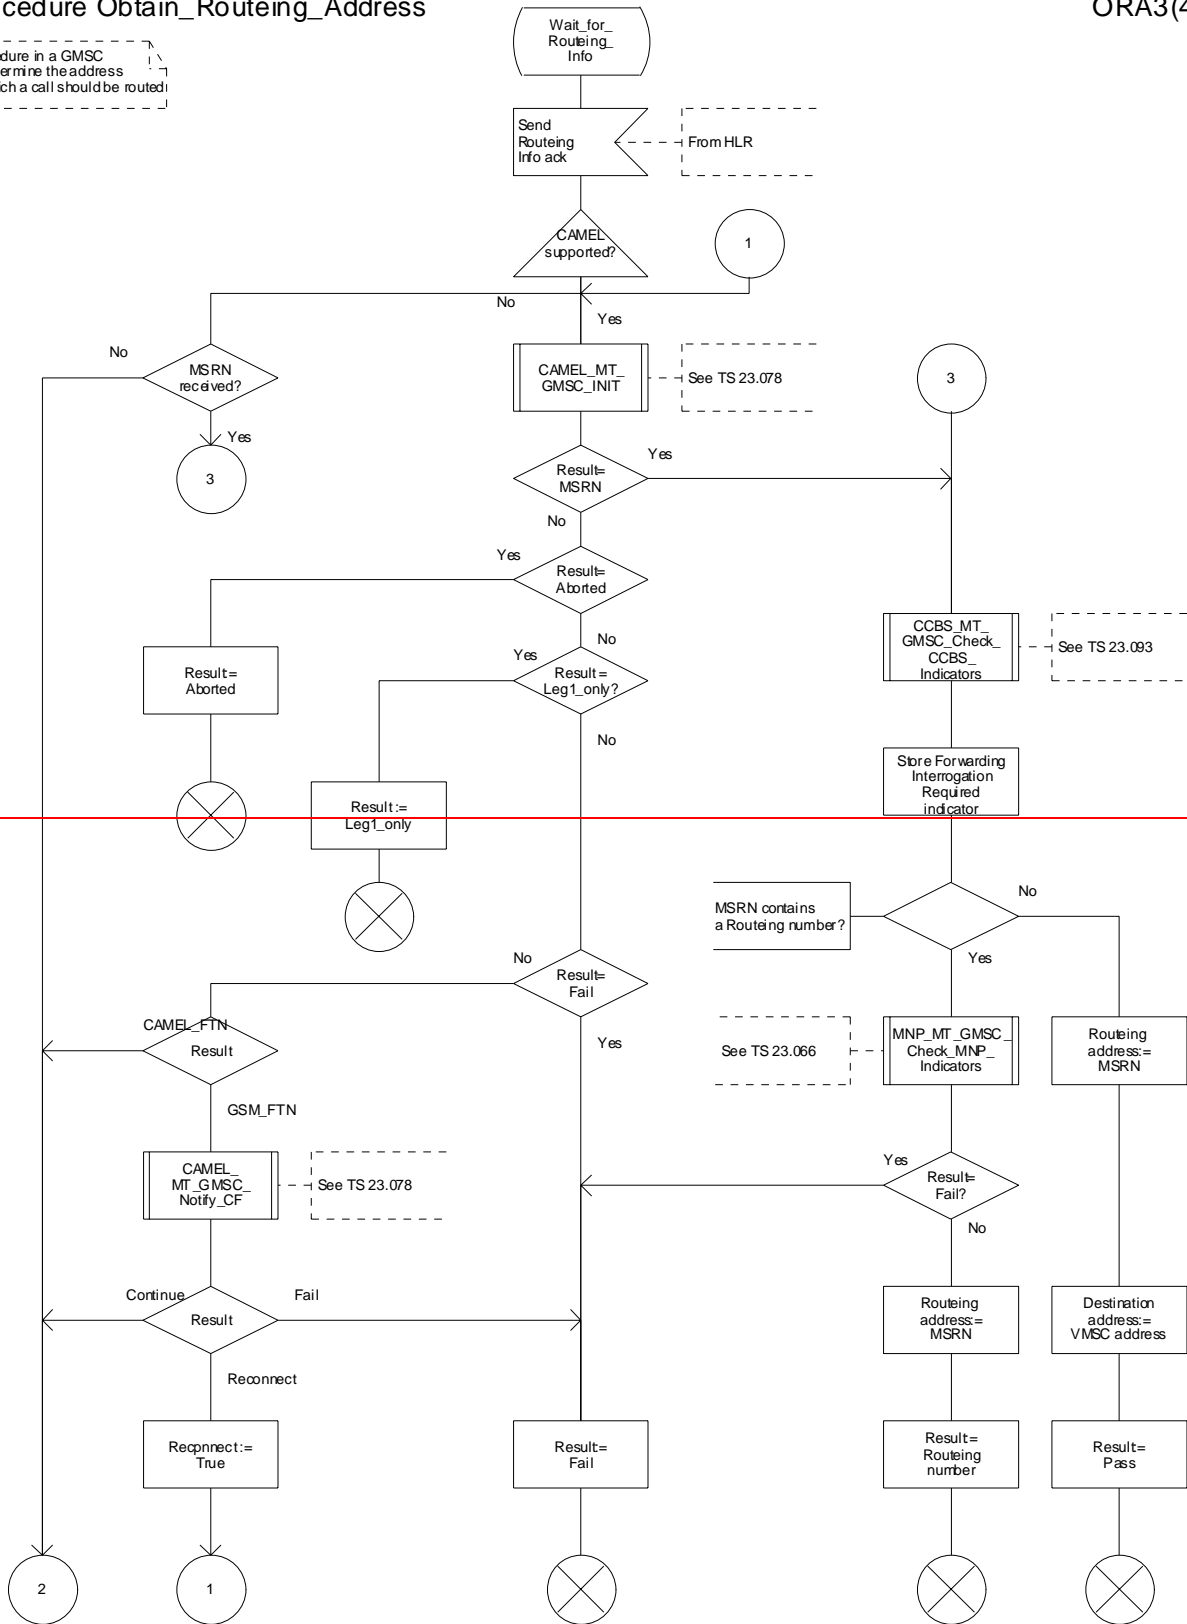 cedure Obtain_Routeing_Address
ORA3(4
dure in a GMSC
ermine the address
ch a call should be routed
Wait_for_
Routeing_
Info
Send
Routeing
Info ack
From HLR
CAMEL
supported?
1
No
Yes
No
MSRN
received?
CAMEL_MT_
GMSC_INIT
See TS 23.078
3
Yes
3
Result=
MSRN
Yes
No
Yes
Result=
Aborted
No
CCBS_MT_
GMSC_Check_
CCBS_
Indicators
See TS 23.093
Result=
Aborted
Yes
Result =
Leg1_only?
No
Store Forwarding
Interrogation
Required
indicator
Result :=
Leg1_only
MSRN contains
a Routeing number?
No
Yes
No
Result=
Fail
Yes
CAMEL_FTN
Result
GSM_FTN
See TS 23.066
MNP_MT_GMSC_
Check_MNP_
Indicators
Routeing
address:=
MSRN
CAMEL_
MT_GMSC_
Notify_CF
See TS 23.078
Yes
Result=
Fail?
No
Continue
Result
Fail
Reconnect
Routeing
address:=
MSRN
Destination
address:=
VMSC address
Recpnnect :=
True
Result=
Fail
Result=
Routeing
number
Result=
Pass
2
1